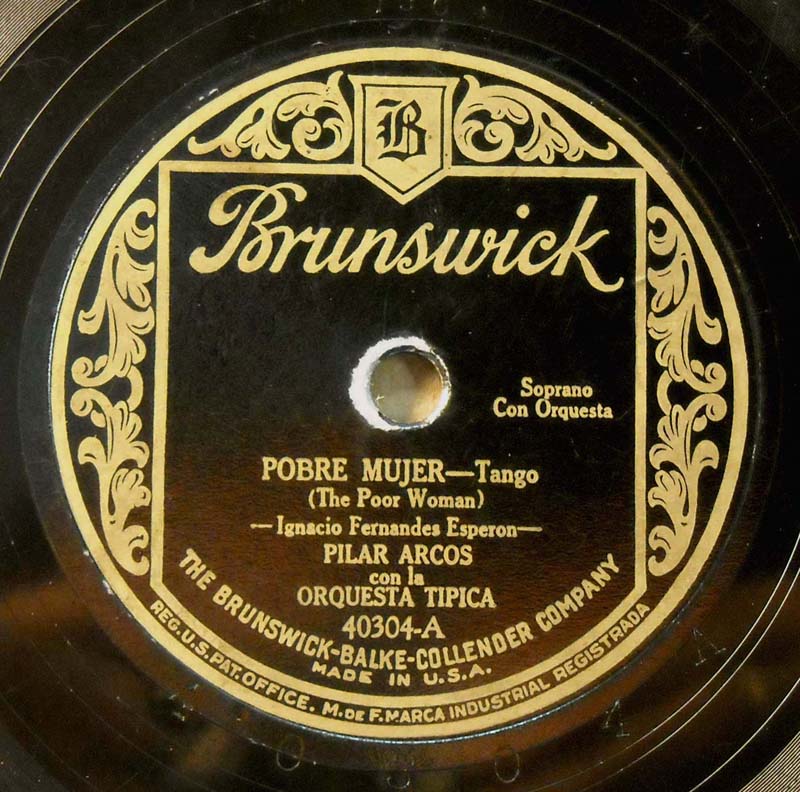 B
Brunswick
Soprano
Con Orquesta
POBRE MUJER—Tango
(The Poor Woman)
—Ignacio Fernandes Esperon—
PILAR ARCOS
con la
ORQUESTA TIPICA
40304-A
THE BRUNSWICK-BALKE-COLLENDER COMPANY
MADE IN U.S.A.
REG. U.S. PAT. OFFICE. M. DE F. MARCA INDUSTRIAL REGISTRADA